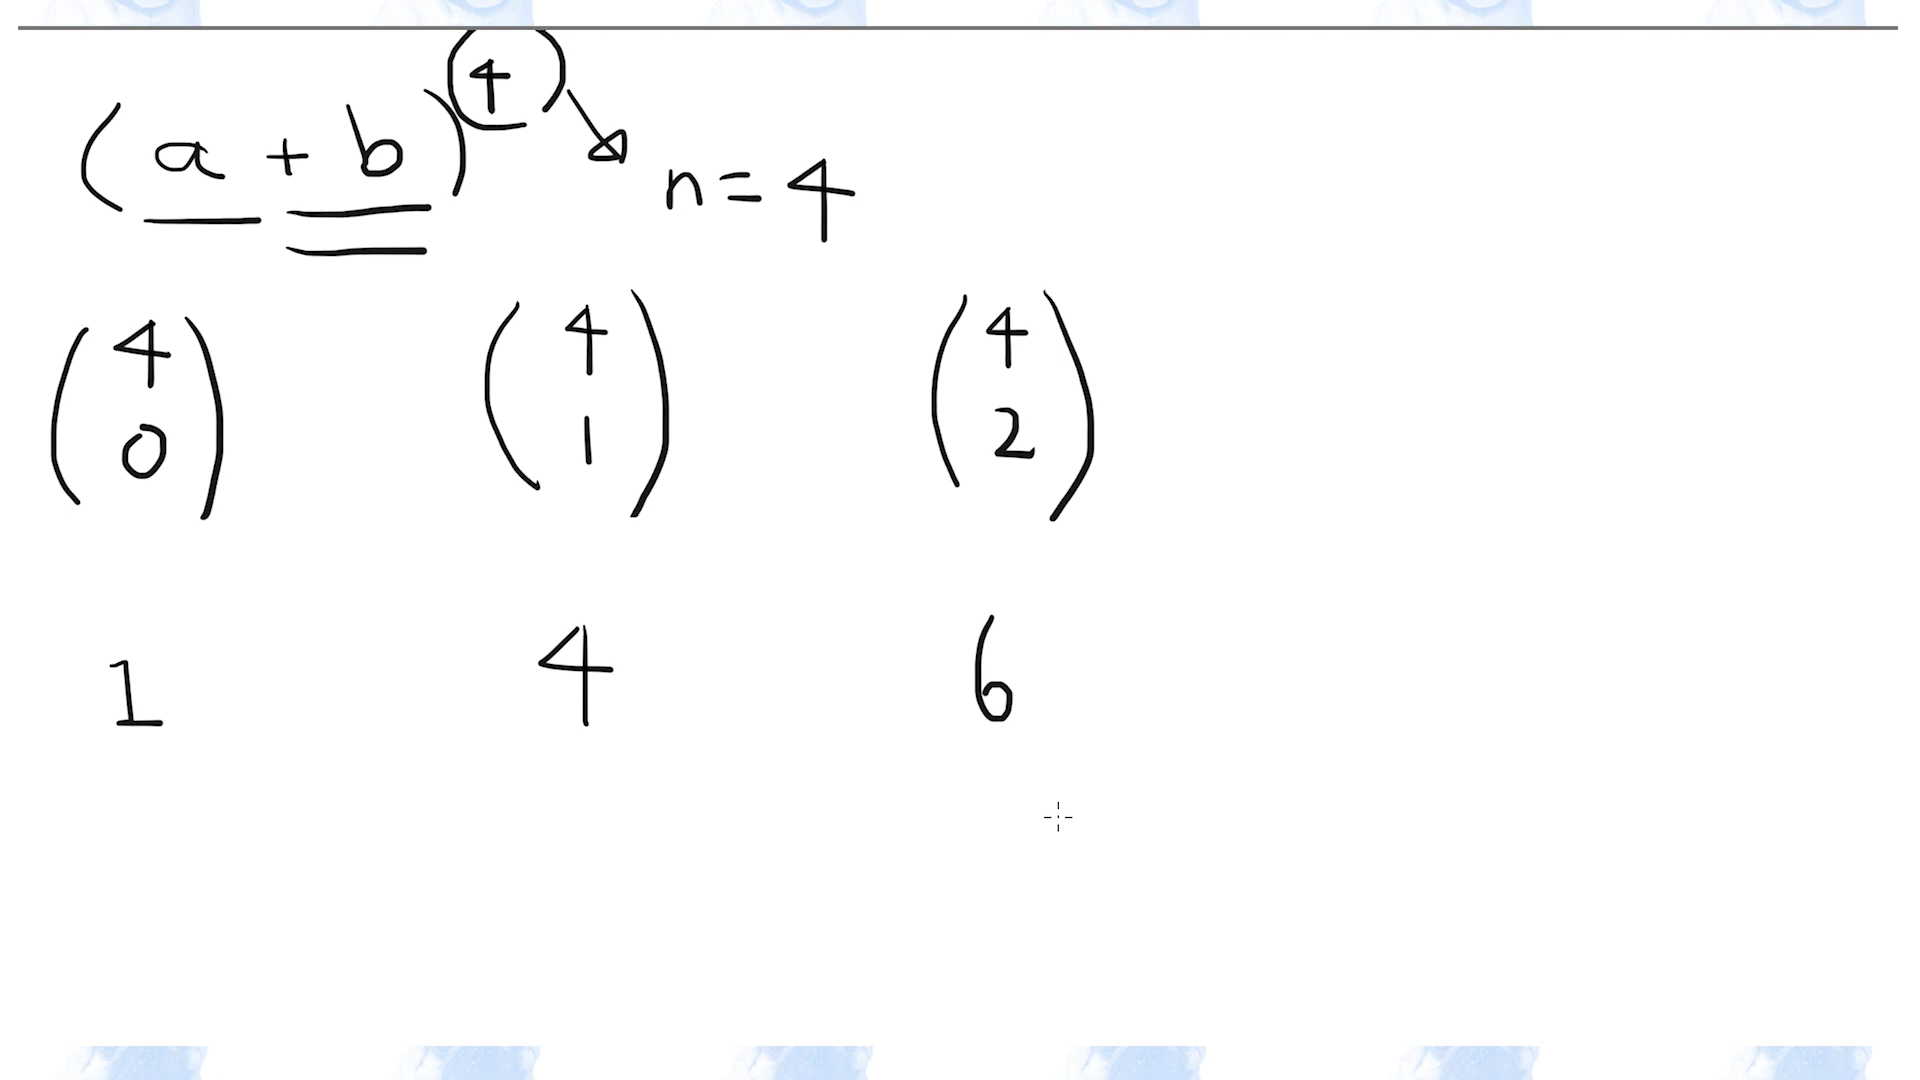 (a + b)^4
n = 4
(4 0) (4 1) (4 2)
1 4 6